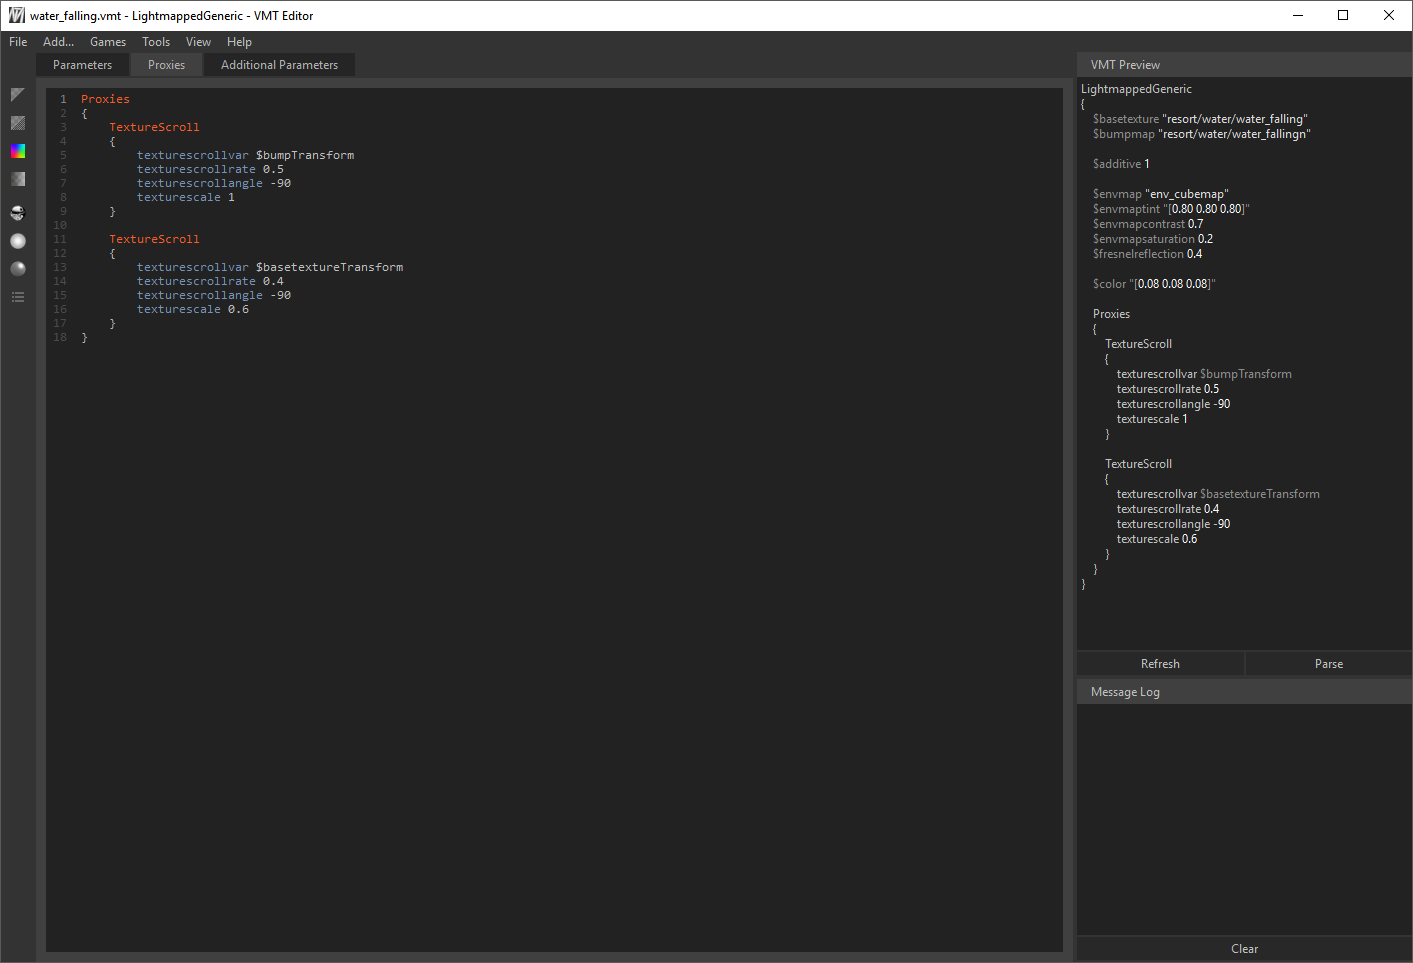 water_falling.vmt - LightmappedGeneric - VMT Editor
File Add... Games Tools View Help
Parameters Proxies Additional Parameters
1 Proxies
2 {
3 TextureScroll
4 {
5 texturescrollvar $bumpTransform
6 texturescrollrate 0.5
7 texturescrollangle -90
8 texturescale 1
9 }
10
11 TextureScroll
12 {
13 texturescrollvar $basetextureTransform
14 texturescrollrate 0.4
15 texturescrollangle -90
16 texturescale 0.6
17 }
18 }
VMT Preview
LightmappedGeneric
{
$basetexture "resort/water/water_falling"
$bumpmap "resort/water/water_fallingn"
$additive 1
$envmap "env_cubemap"
$envmaptint "[0.80 0.80 0.80]"
$envmapcontrast 0.7
$envmapsaturation 0.2
$fresnelreflection 0.4
$color "[0.08 0.08 0.08]"
Proxies
{
TextureScroll
{
texturescrollvar $bumpTransform
texturescrollrate 0.5
texturescrollangle -90
texturescale 1
}
TextureScroll
{
texturescrollvar $basetextureTransform
texturescrollrate 0.4
texturescrollangle -90
texturescale 0.6
}
}
}
Refresh Parse
Message Log
Clear